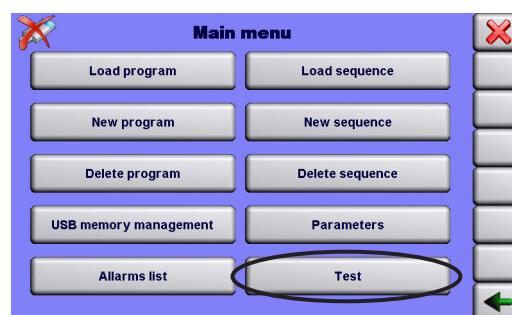 Main menu
Load program
Load sequence
New program
New sequence
Delete program
Delete sequence
USB memory management
Parameters
Allarms list
Test